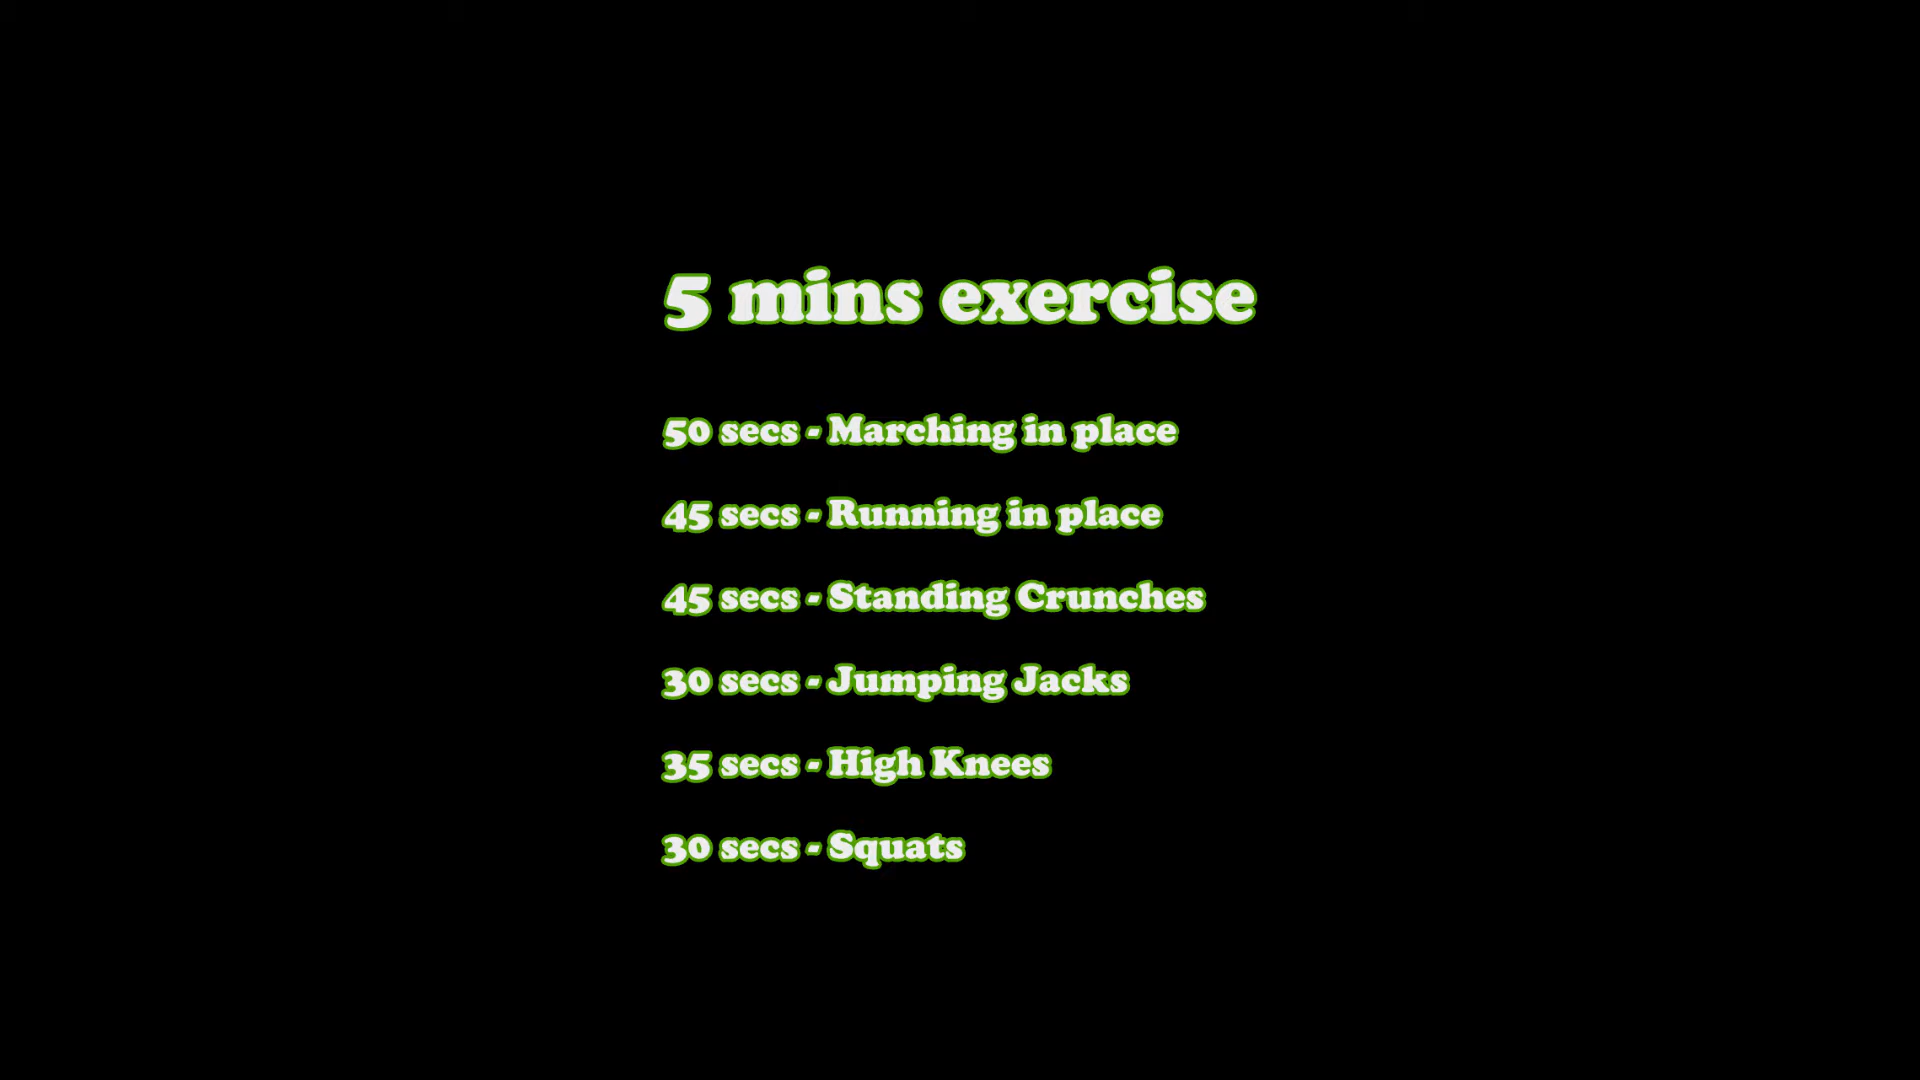 5 mins exercise
50 secs - Marching in place
45 secs - Running in place
45 secs - Standing Crunches
30 secs - Jumping Jacks
35 secs - High Knees
30 secs - Squats